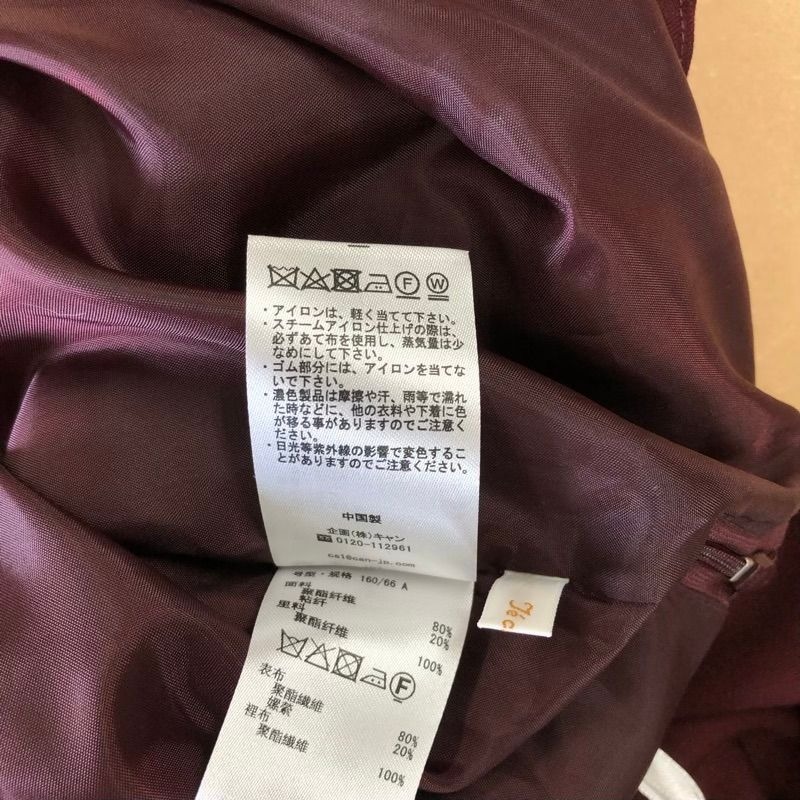 F W
・アイロンは、軽く当てて下さい。
・スチームアイロン仕上げの際は、
必ずあて布を使用し、蒸気量は少
なめにして下さい。
・ゴム部分には、アイロンを当てな
いで下さい。
・濃色製品は摩擦や汗、雨等で濡れ
た時などに、他の衣料や下着に色
が移る事がありますのでご注意く
ださい。
・日光等紫外線の影響で変色するこ
とがありますのでご注意ください。
中国製
企画(株)キャン
0120-112961
cs1@can-jp.com
号型・规格 160/66 A
面料
聚酯纤维 80%
粘纤 20%
里料
聚酯纤维 100%
F
表布
聚酯纖維 80%
嫘縈 20%
裡布
聚酯纖維 100%